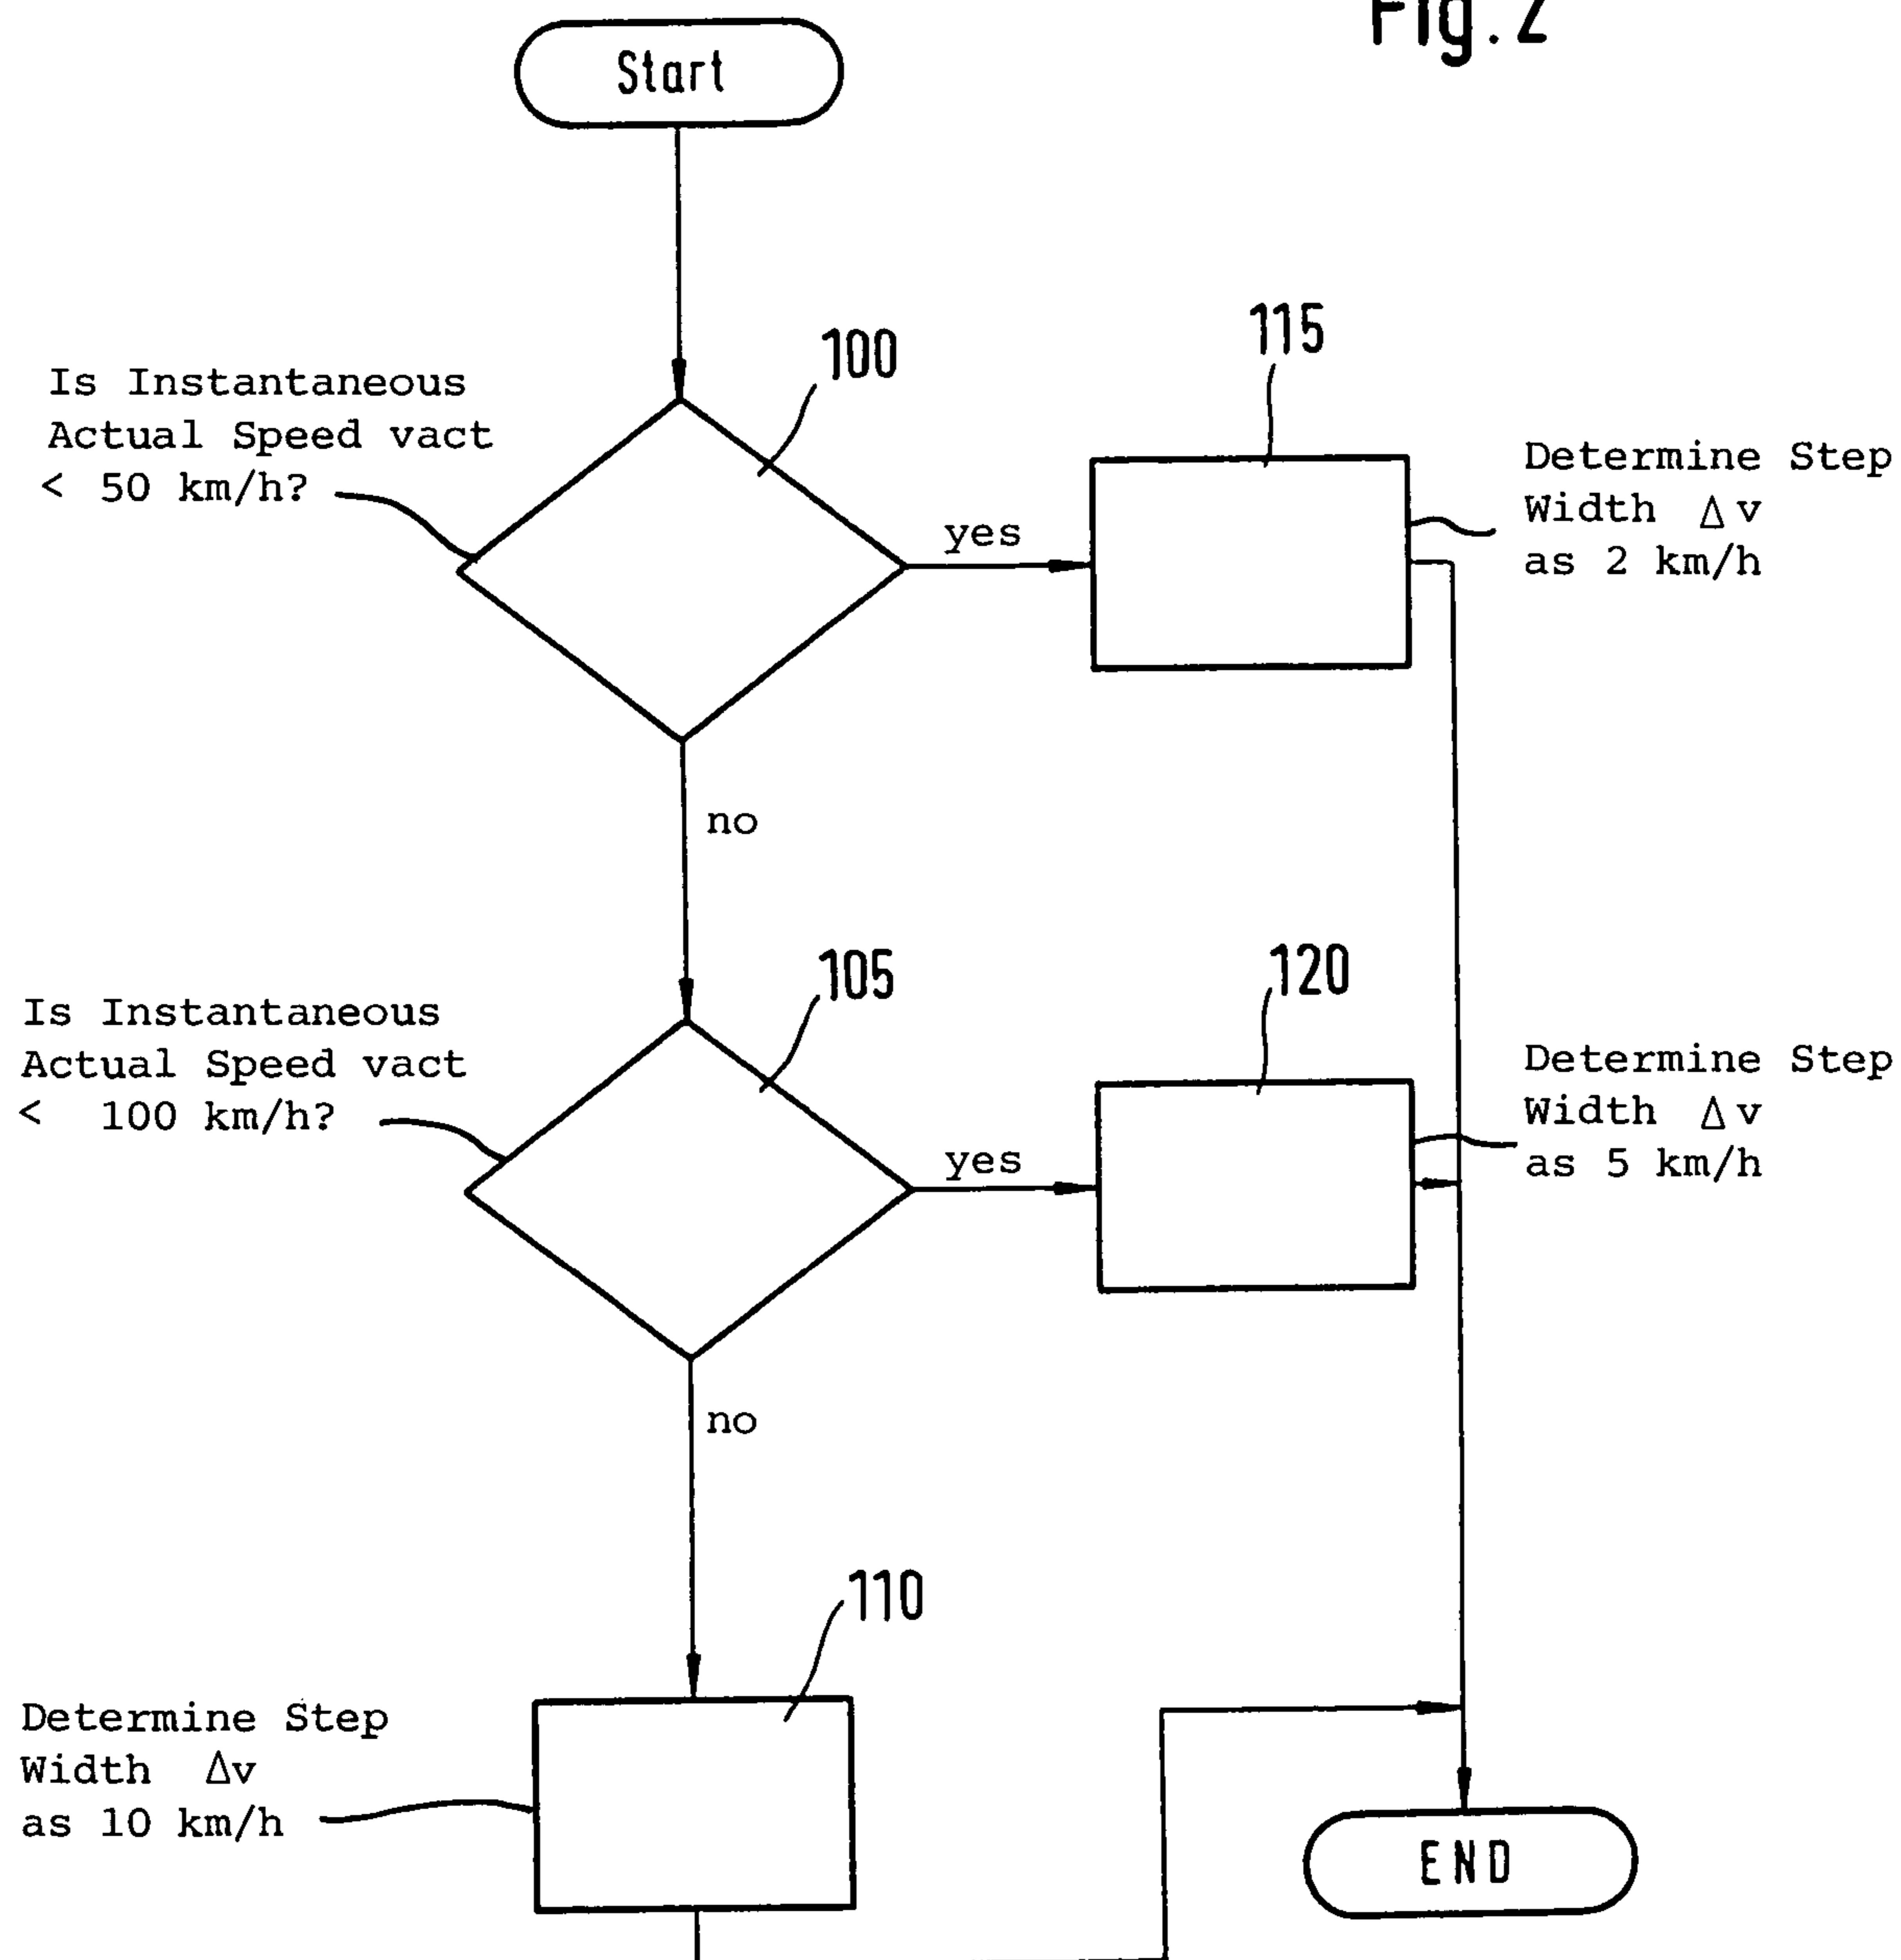 Fig. 2
Start
100
115
Is Instantaneous
Actual Speed vact
< 50 km/h?
yes
Determine Step
Width Δv
as 2 km/h
no
105
120
Is Instantaneous
Actual Speed vact
< 100 km/h?
yes
Determine Step
Width Δv
as 5 km/h
no
110
Determine Step
Width Δv
as 10 km/h
END